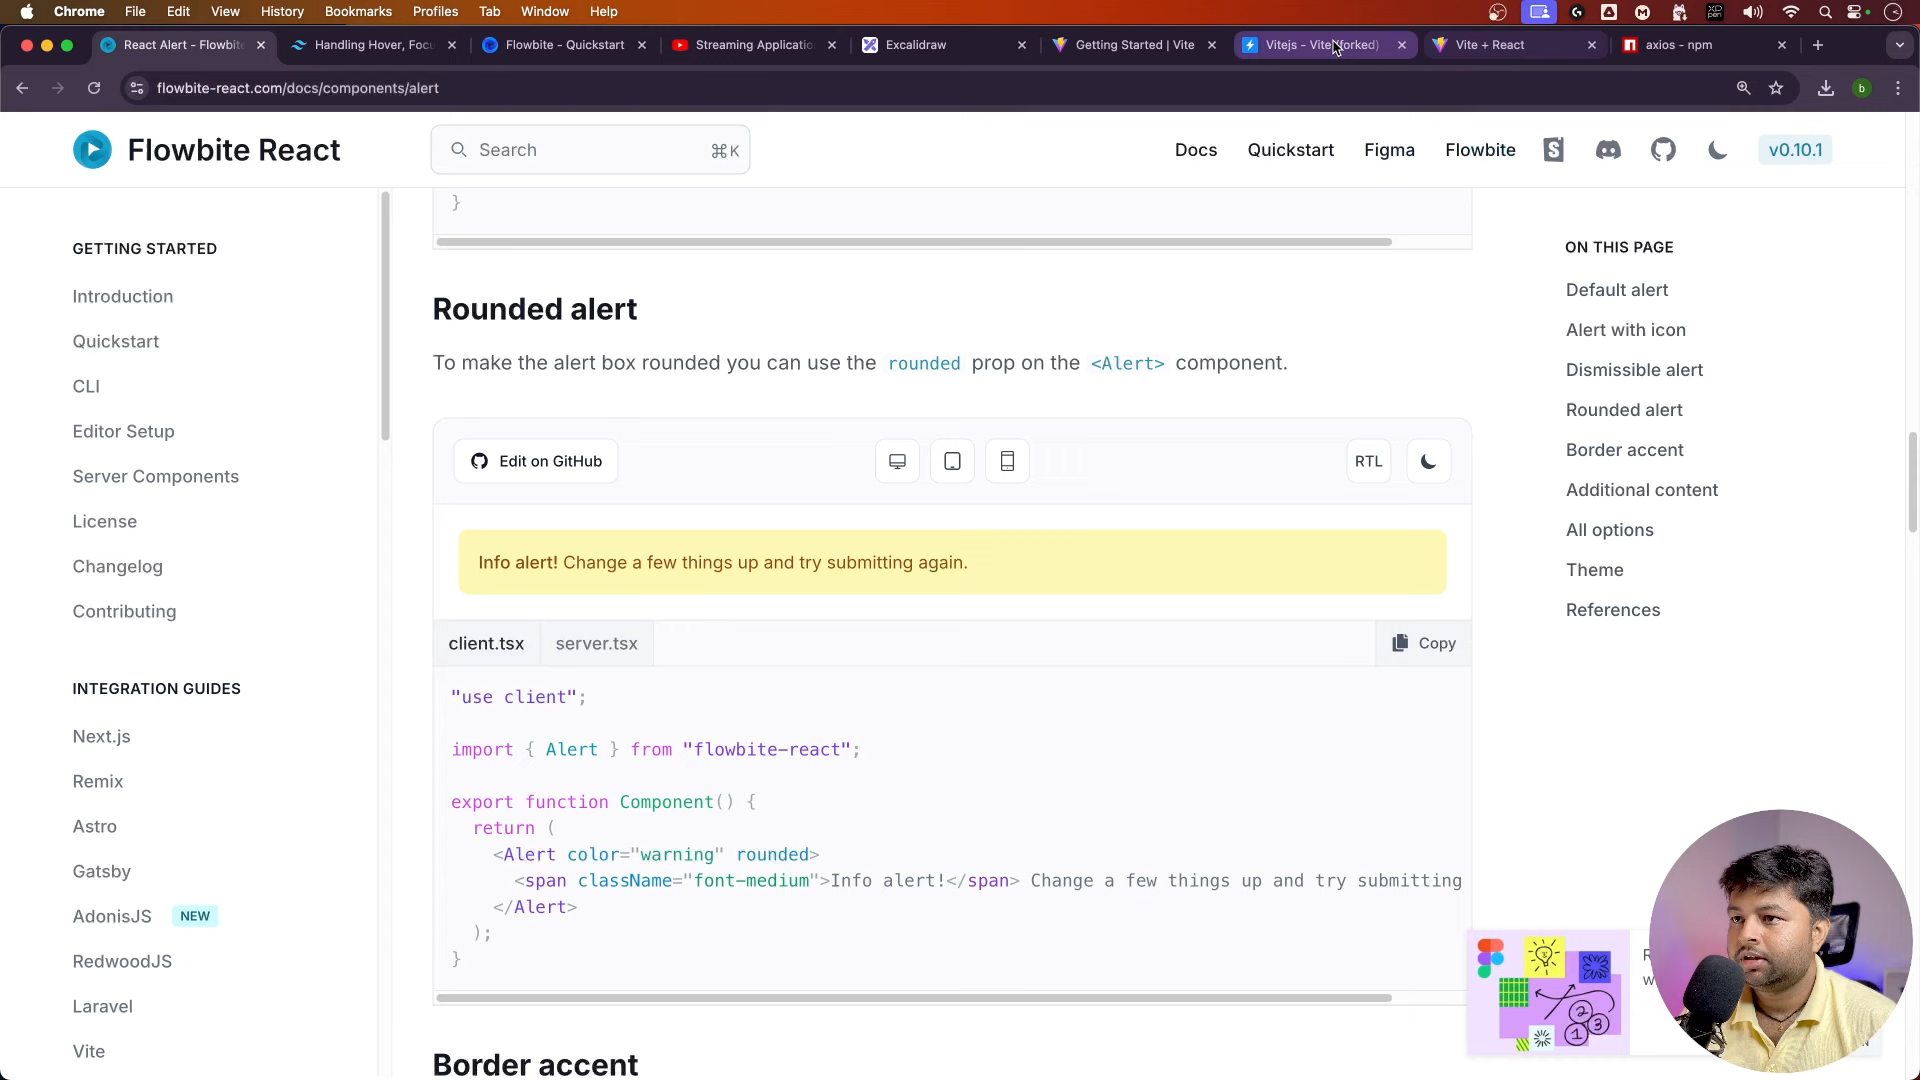 Chrome File Edit View History Bookmarks Profiles Tab Window Help
React Alert - Flowbite
Handling Hover, Focu
Flowbite - Quickstart
Streaming Applicatio
Excalidraw
Getting Started | Vite
Vitejs - Vite (forked)
Vite + React
axios - npm
flowbite-react.com/docs/components/alert
b
Flowbite React
Search ⌘K
Docs Quickstart Figma Flowbite v0.10.1
GETTING STARTED
Introduction
Quickstart
CLI
Editor Setup
Server Components
License
Changelog
Contributing
INTEGRATION GUIDES
Next.js
Remix
Astro
Gatsby
AdonisJS NEW
RedwoodJS
Laravel
Vite
}
Rounded alert
To make the alert box rounded you can use the rounded prop on the <Alert> component.
Edit on GitHub
RTL
Info alert! Change a few things up and try submitting again.
client.tsx server.tsx Copy
"use client";
import { Alert } from "flowbite-react";
export function Component() {
return (
<Alert color="warning" rounded>
<span className="font-medium">Info alert!</span> Change a few things up and try submitting
</Alert>
);
}
Border accent
ON THIS PAGE
Default alert
Alert with icon
Dismissible alert
Rounded alert
Border accent
Additional content
All options
Theme
References